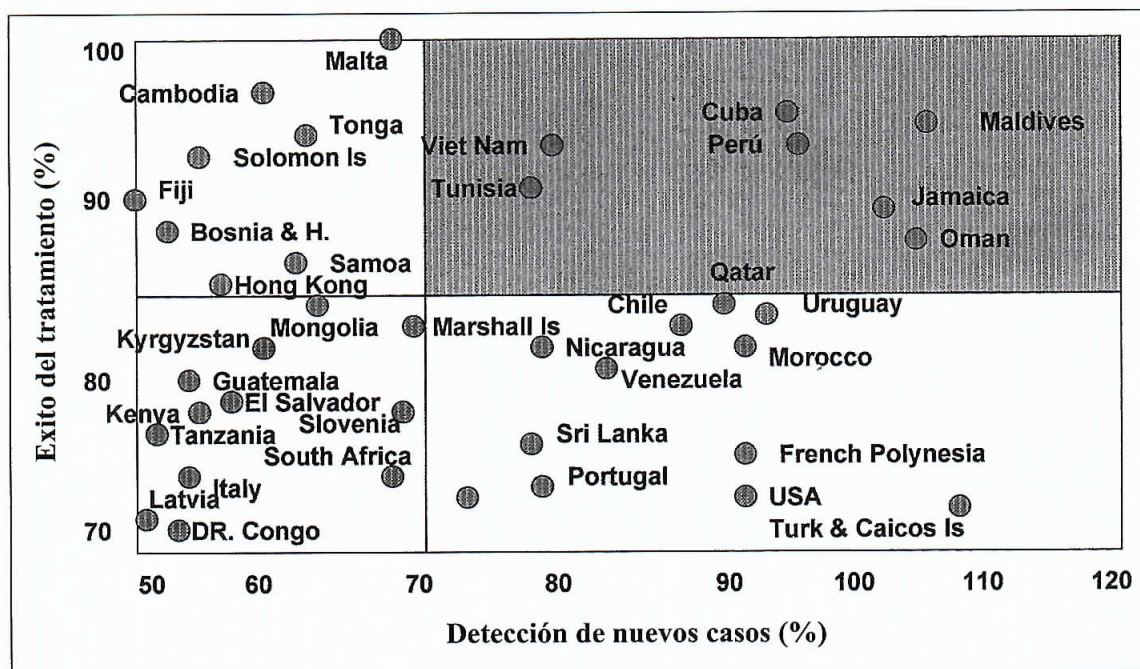 Exito del tratamiento (%)
100
90
80
70
Malta
Cambodia
Tonga
Solomon Is
Fiji
Bosnia & H.
Samoa
Hong Kong
Cuba
Maldives
Viet Nam
Perú
Tunisia
Jamaica
Oman
Qatar
Chile
Uruguay
Mongolia
Marshall Is
Kyrgyzstan
Nicaragua
Morocco
Venezuela
Guatemala
El Salvador
Kenya
Slovenia
Tanzania
South Africa
Italy
Latvia
DR. Congo
Sri Lanka
French Polynesia
Portugal
USA
Turk & Caicos Is
50 60 70 80 90 100 110 120
Detección de nuevos casos (%)